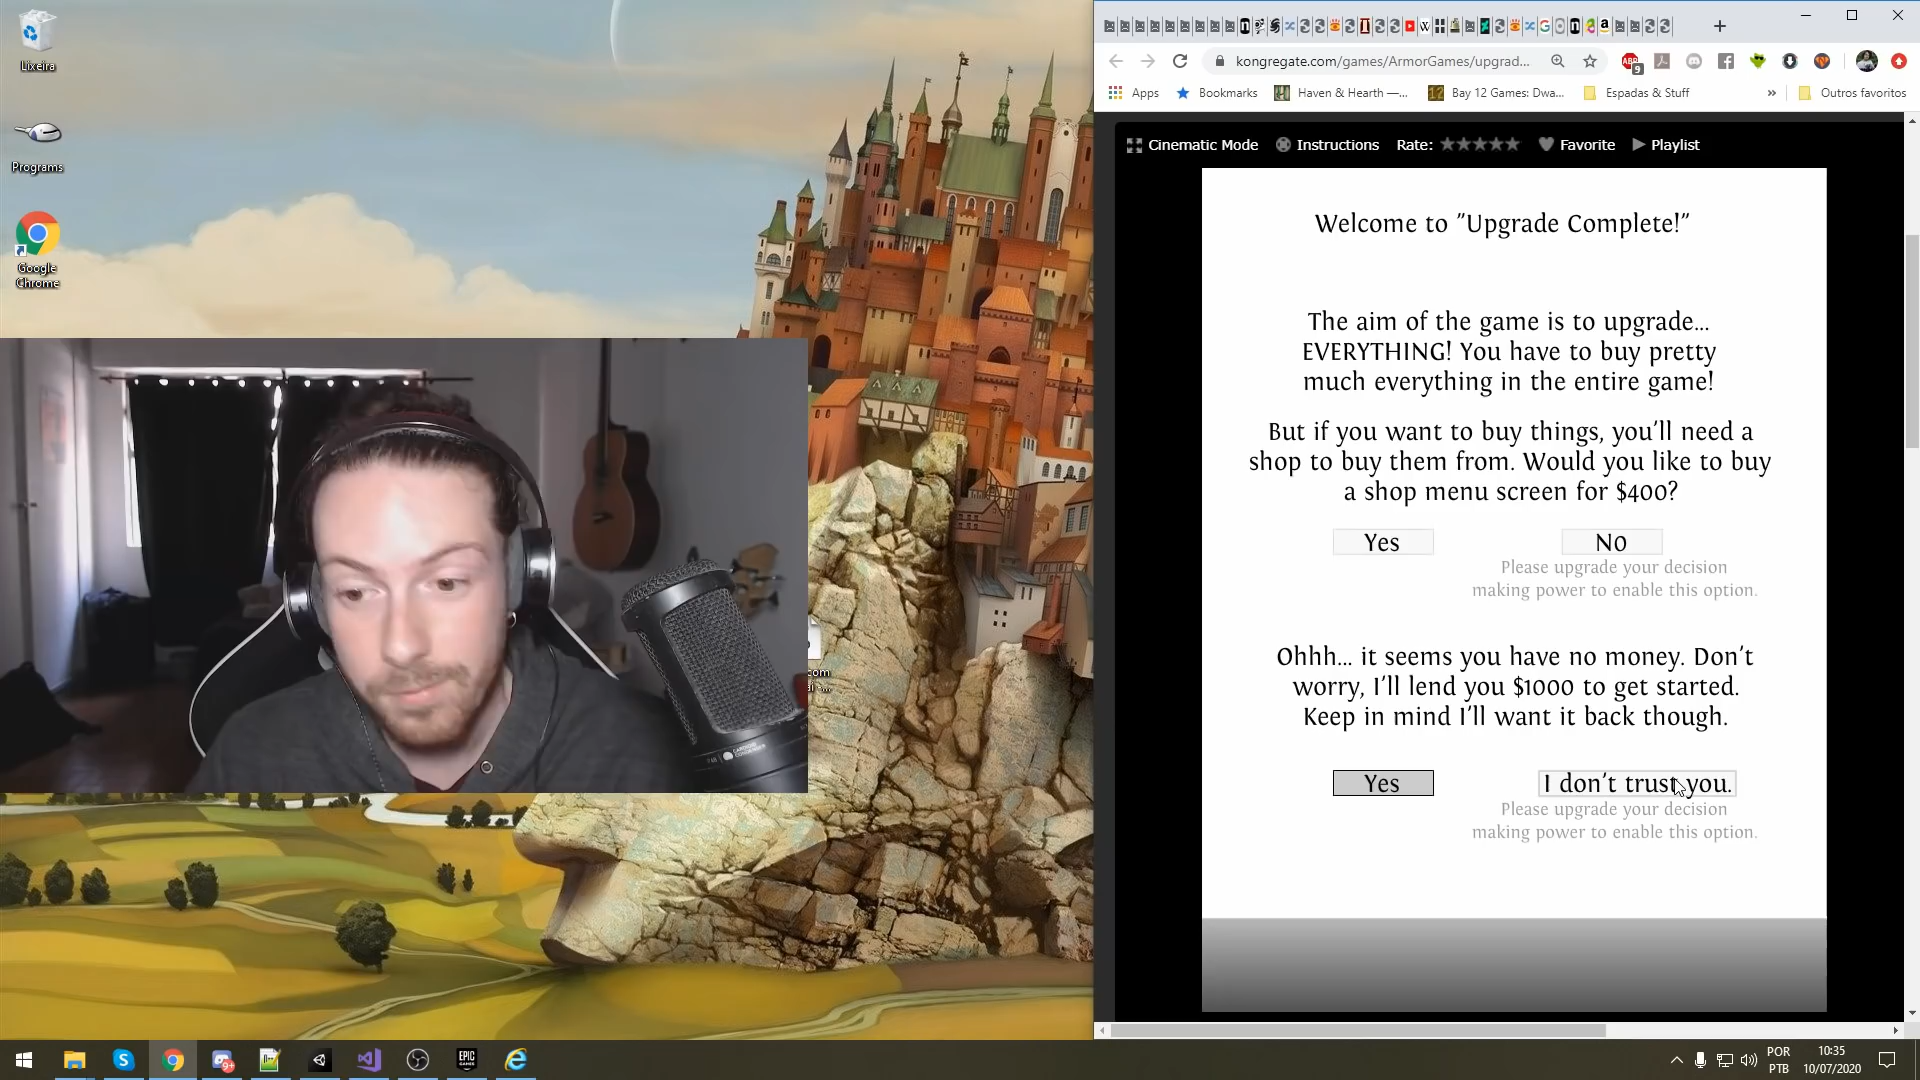 Lixeira
Programs
Google
Chrome
kongregate.com/games/ArmorGames/upgrad...
ABP
9
Apps
Bookmarks
Haven & Hearth —...
Bay 12 Games: Dwa...
Espadas & Stuff
»
Outros favoritos
Cinematic Mode
Instructions
Rate:
Favorite
Playlist
Welcome to "Upgrade Complete!"
The aim of the game is to upgrade...
EVERYTHING! You have to buy pretty
much everything in the entire game!
But if you want to buy things, you'll need a
shop to buy them from. Would you like to buy
a shop menu screen for $400?
Yes
No
Please upgrade your decision
making power to enable this option.
Ohhh... it seems you have no money. Don't
worry, I'll lend you $1000 to get started.
Keep in mind I'll want it back though.
Yes
I don't trust you.
Please upgrade your decision
making power to enable this option.
com
9+
EPIC
GAMES
POR
PTB
10:35
10/07/2020